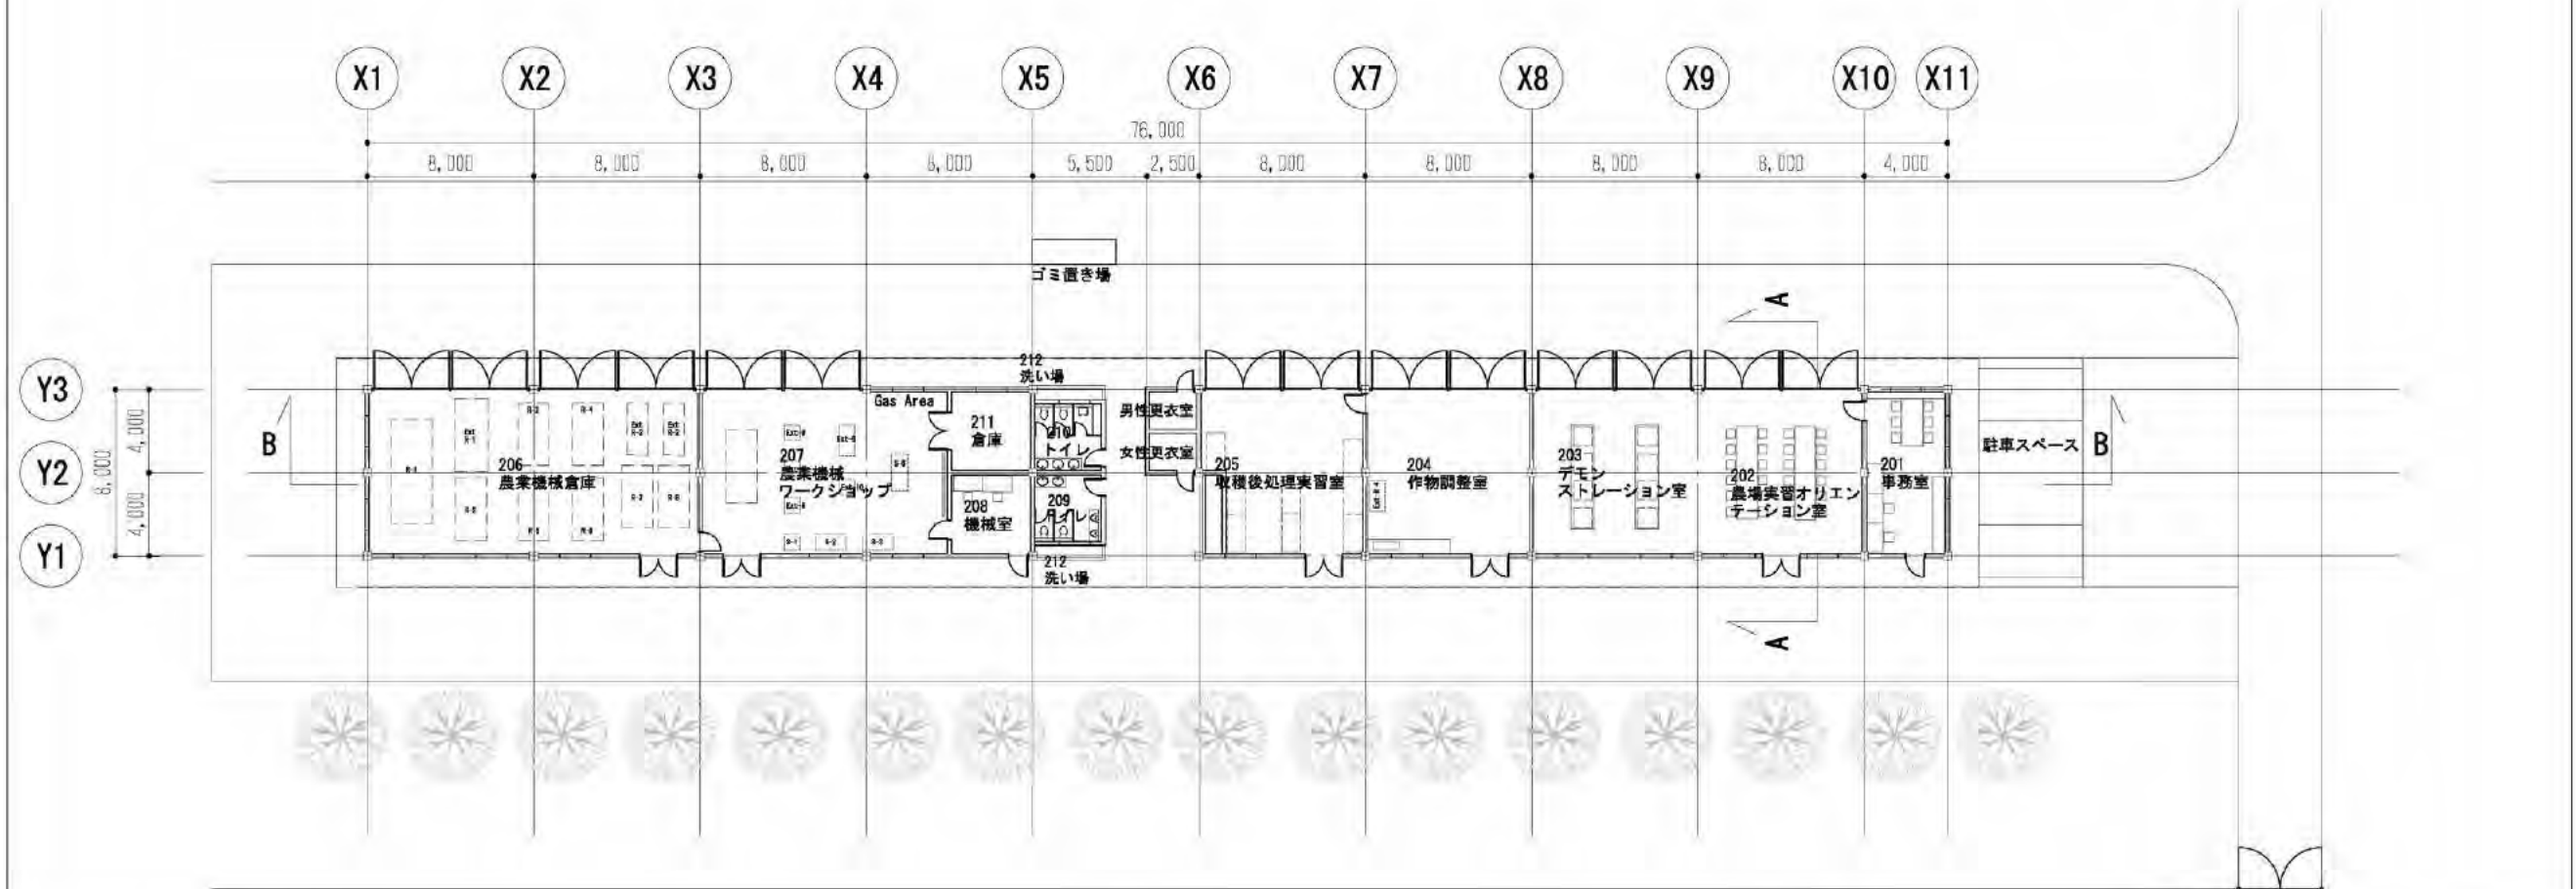 X1 X2 X3 X4 X5 X6 X7 X8 X9 X10 X11
76,000
8,000 8,000 8,000 8,000 5,500 2,500 8,000 8,000 8,000 8,000 4,000
ゴミ置き場
A
212
洗い場
Y3
Y2
Y1
4,000
4,000
8,000
B
Gas Area
211
倉庫
210
トイレ
209
トイレ
208
機械室
男性更衣室
女性更衣室
206
農業機械倉庫
207
農業機械
ワークショップ
205
収穫後処理実習室
204
作物調整室
203
デモン
ストレーション室
202
農場実習オリエン
テーション室
201
事務室
駐車スペース
B
212
洗い場
A